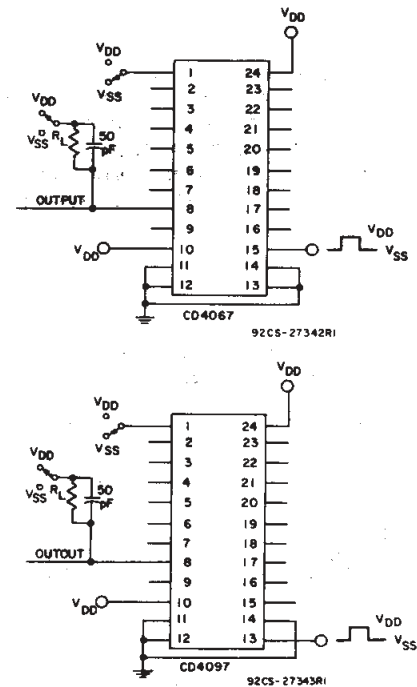 VDD
VDD
VSS
VDD
VSS
RL
50
pF
OUTPUT
VDD
1 24
2 23
3 22
4 21
5 20
6 19
7 18
8 17
9 16
10 15
11 14
12 13
VDD
VSS
CD4067
92CS-27342R1
VDD
VDD
VSS
VDD
VSS
RL
50
pF
OUTOUT
VDD
1 24
2 23
3 22
4 21
5 20
6 19
7 18
8 17
9 16
10 15
11 14
12 13
VDD
VSS
CD4097
92CS-27343R1